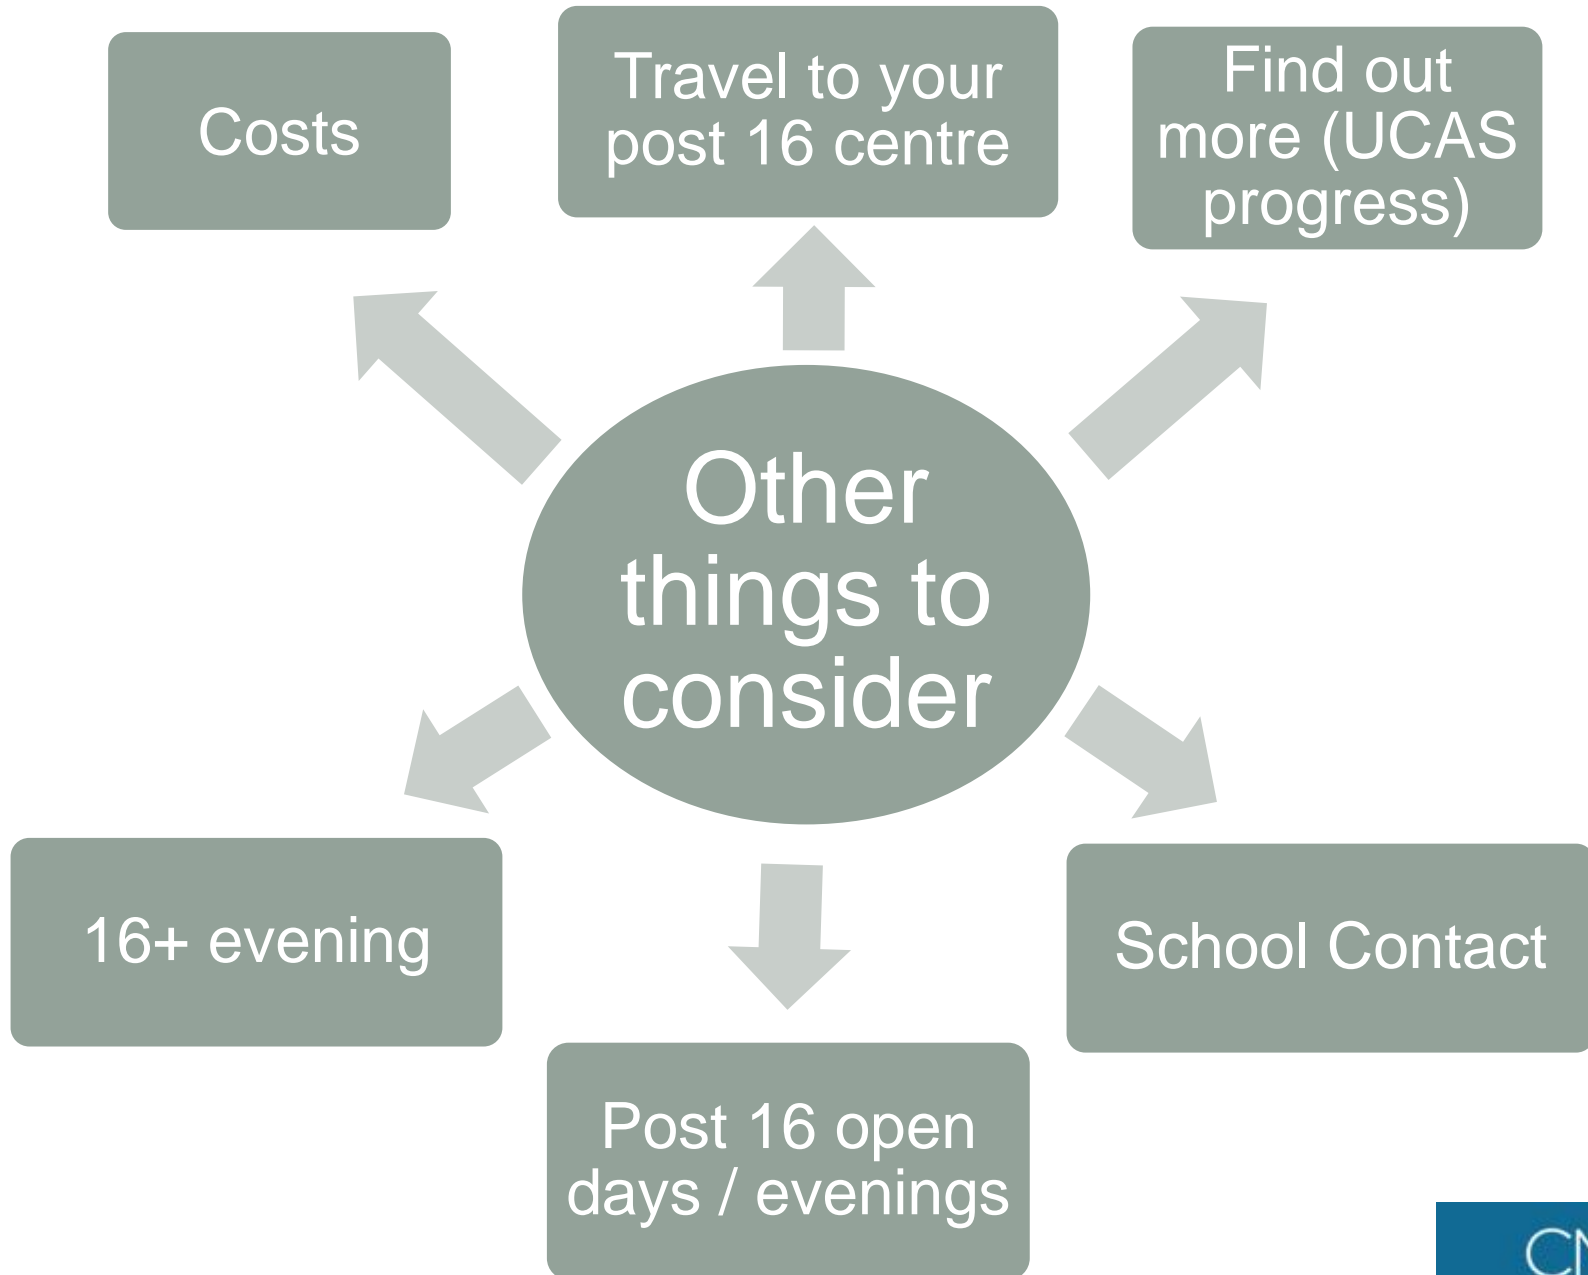 Costs
Travel to your
post 16 centre
Find out
more (UCAS
progress)
Other
things to
consider
16+ evening
School Contact
Post 16 open
days / evenings